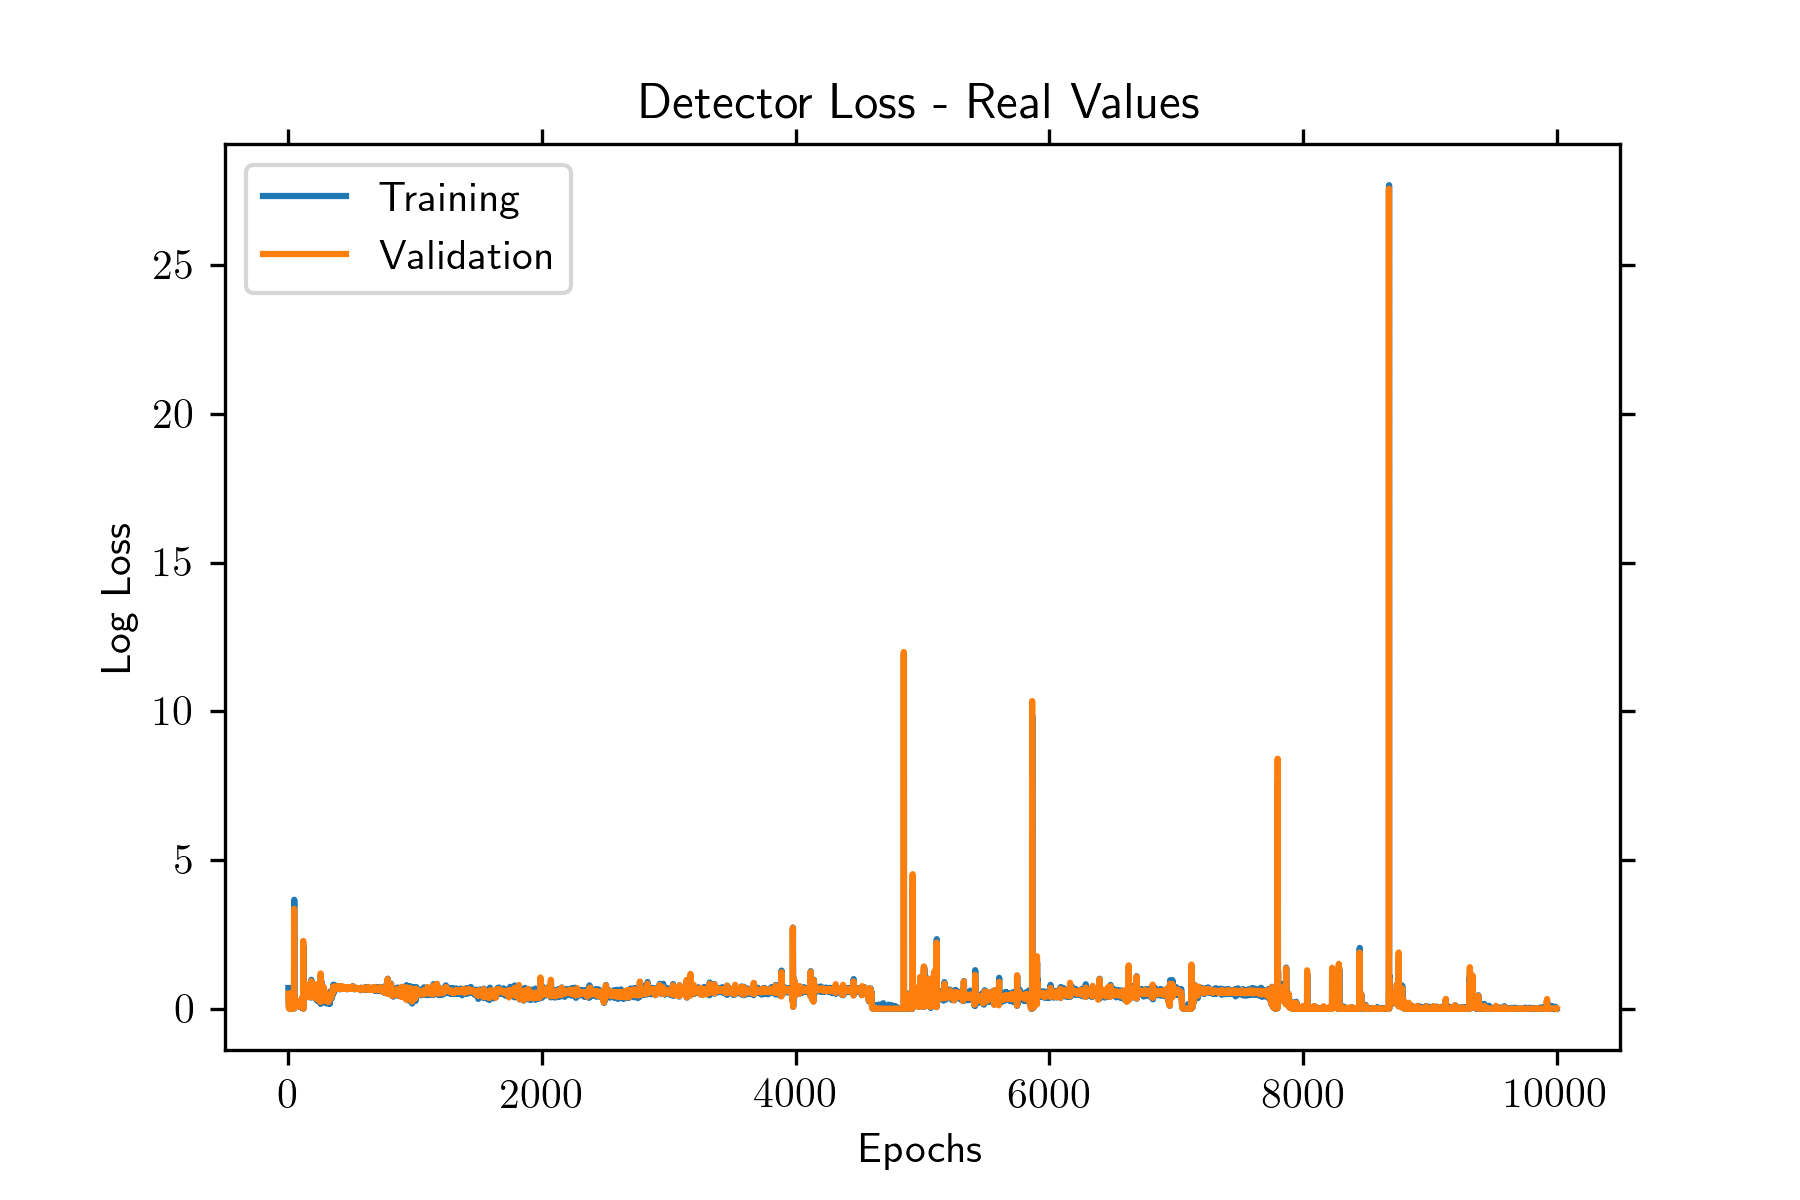 Detector Loss - Real Values
Training
Validation
25
20
15
10
5
0
Log Loss
0 2000 4000 6000 8000 10000
Epochs